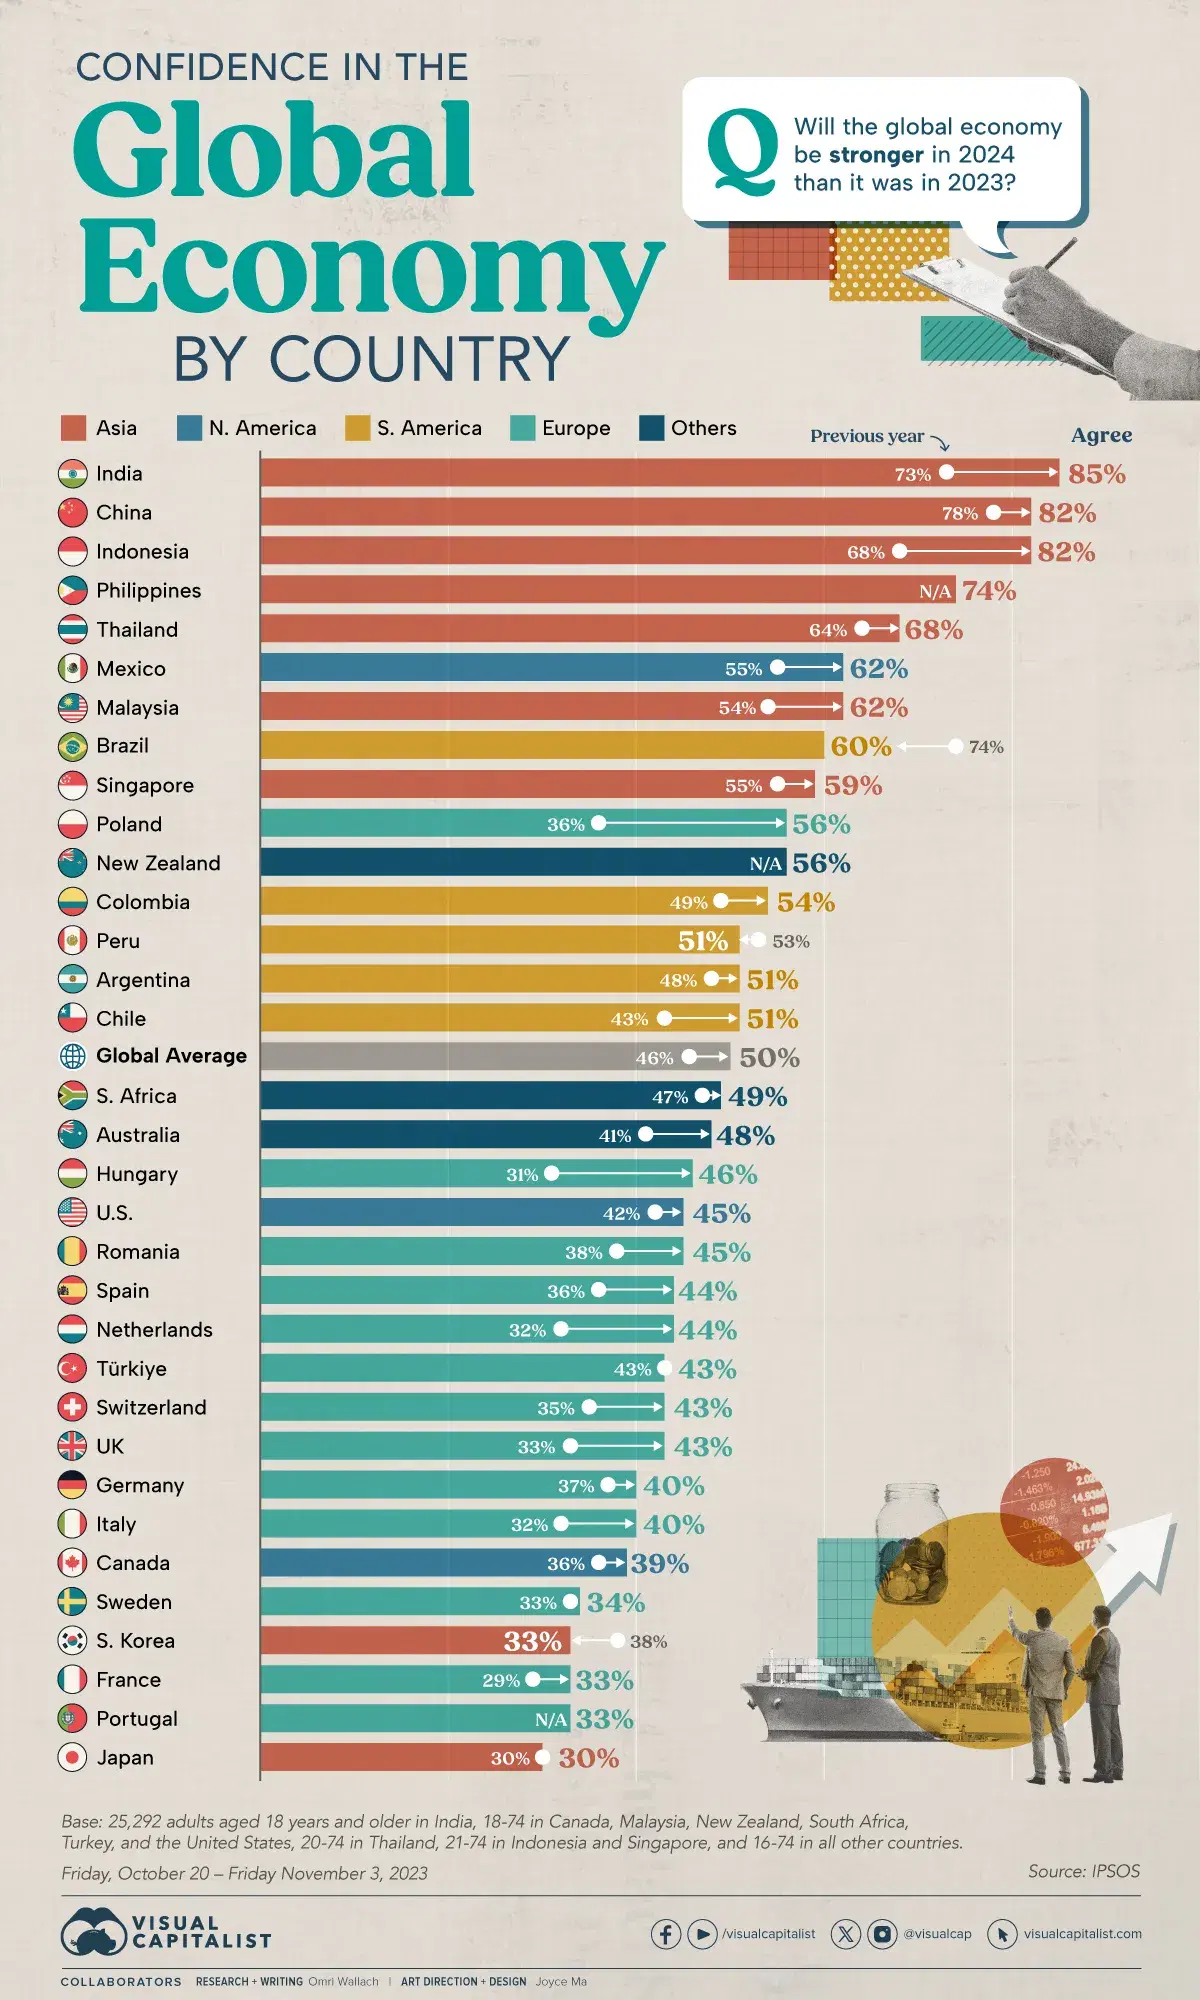 CONFIDENCE IN THE
Global
Economy
BY COUNTRY
Q
Will the global economy
be stronger in 2024
than it was in 2023?
Asia N. America S. America Europe Others
Previous year Agree
India 73% 85%
China 78% 82%
Indonesia 68% 82%
Philippines N/A 74%
Thailand 64% 68%
Mexico 55% 62%
Malaysia 54% 62%
Brazil 60% 74%
Singapore 55% 59%
Poland 36% 56%
New Zealand N/A 56%
Colombia 49% 54%
Peru 51% 53%
Argentina 48% 51%
Chile 43% 51%
Global Average 46% 50%
S. Africa 47% 49%
Australia 41% 48%
Hungary 31% 46%
U.S. 42% 45%
Romania 38% 45%
Spain 36% 44%
Netherlands 32% 44%
Türkiye 43% 43%
Switzerland 35% 43%
UK 33% 43%
Germany 37% 40%
Italy 32% 40%
Canada 36% 39%
Sweden 33% 34%
S. Korea 33% 38%
France 29% 33%
Portugal N/A 33%
Japan 30% 30%
-1.250
-1.463%
-0.850
Base: 25,292 adults aged 18 years and older in India, 18-74 in Canada, Malaysia, New Zealand, South Africa,
Turkey, and the United States, 20-74 in Thailand, 21-74 in Indonesia and Singapore, and 16-74 in all other countries.
Friday, October 20 – Friday November 3, 2023 Source: IPSOS
VISUAL
CAPITALIST
/visualcapitalist @visualcap visualcapitalist.com
COLLABORATORS RESEARCH + WRITING Omri Wallach | ART DIRECTION + DESIGN Joyce Ma